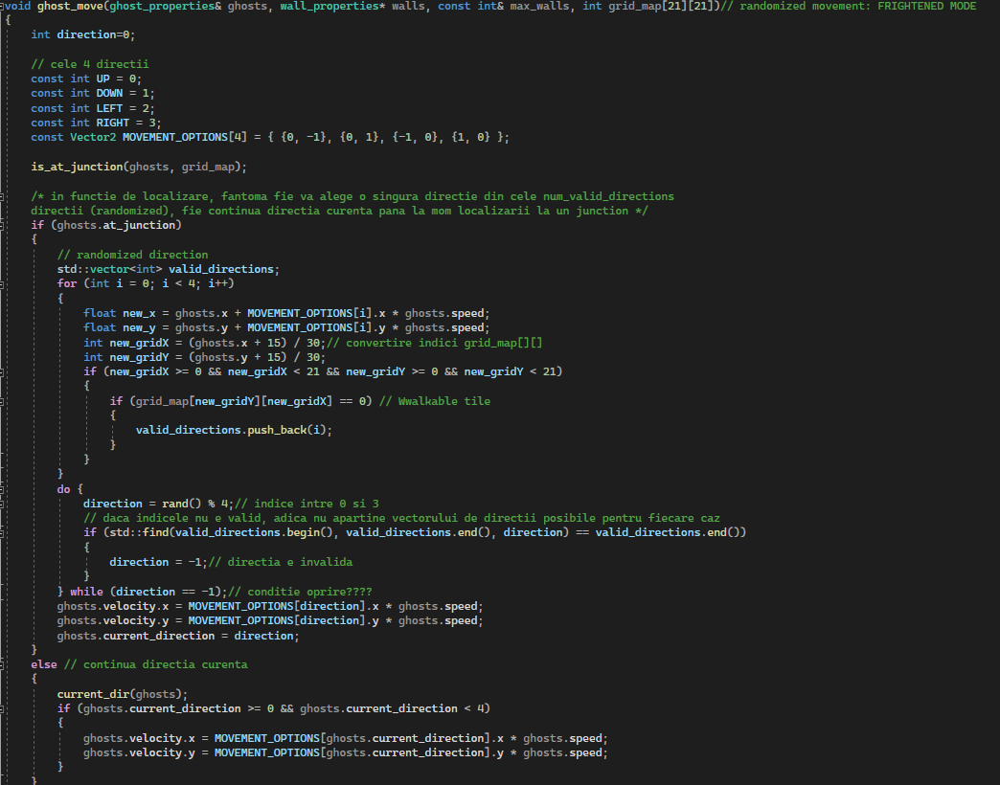 void ghost_move(ghost_properties& ghosts, wall_properties* walls, const int& max_walls, int grid_map[21][21])// randomized movement: FRIGHTENED MODE
{
    int direction=0;

    // cele 4 directii
    const int UP = 0;
    const int DOWN = 1;
    const int LEFT = 2;
    const int RIGHT = 3;
    const Vector2 MOVEMENT_OPTIONS[4] = { {0, -1}, {0, 1}, {-1, 0}, {1, 0} };

    is_at_junction(ghosts, grid_map);

    /* in functie de localizare, fantoma fie va alege o singura directie din cele num_valid_directions
    directii (randomized), fie continua directia curenta pana la mom localizarii la un junction */
    if (ghosts.at_junction)
    {
        // randomized direction
        std::vector<int> valid_directions;
        for (int i = 0; i < 4; i++)
        {
            float new_x = ghosts.x + MOVEMENT_OPTIONS[i].x * ghosts.speed;
            float new_y = ghosts.y + MOVEMENT_OPTIONS[i].y * ghosts.speed;
            int new_gridX = (ghosts.x + 15) / 30;// convertire indici grid_map[][]
            int new_gridY = (ghosts.y + 15) / 30;
            if (new_gridX >= 0 && new_gridX < 21 && new_gridY >= 0 && new_gridY < 21)
            {
                if (grid_map[new_gridY][new_gridX] == 0) // Wwalkable tile
                {
                    valid_directions.push_back(i);
                }
            }
        }
        do {
            direction = rand() % 4;// indice intre 0 si 3
            // daca indicele nu e valid, adica nu apartine vectorului de directii posibile pentru fiecare caz
            if (std::find(valid_directions.begin(), valid_directions.end(), direction) == valid_directions.end())
            {
                direction = -1;// directia e invalida
            }
        } while (direction == -1);// conditie oprire????
        ghosts.velocity.x = MOVEMENT_OPTIONS[direction].x * ghosts.speed;
        ghosts.velocity.y = MOVEMENT_OPTIONS[direction].y * ghosts.speed;
        ghosts.current_direction = direction;
    }
    else // continua directia curenta
    {
        current_dir(ghosts);
        if (ghosts.current_direction >= 0 && ghosts.current_direction < 4)
        {
            ghosts.velocity.x = MOVEMENT_OPTIONS[ghosts.current_direction].x * ghosts.speed;
            ghosts.velocity.y = MOVEMENT_OPTIONS[ghosts.current_direction].y * ghosts.speed;
        }
    }